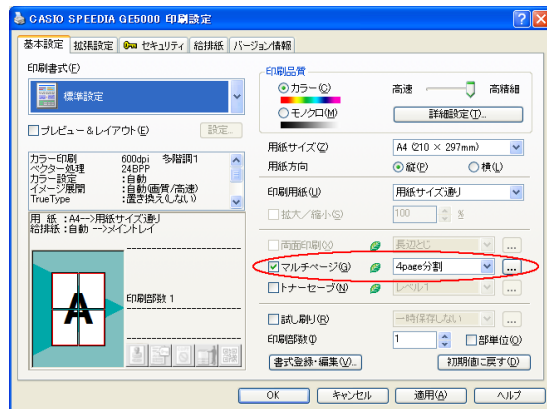 CASIO SPEEDIA GE5000 印刷設定
基本設定 拡張設定 セキュリティ 給排紙 バージョン情報
印刷書式(F)
標準設定
プレビュー&レイアウト(E) 設定...
カラー印刷 600dpi 多階調1
ベクター処理 24BPP
カラー設定 :自動
イメージ展開 :自動(画質/高速)
TrueType :置き換え(しない)
用 紙 :A4-->用紙サイズ通り
給排紙 :自動 -->メイントレイ
A
印刷部数 1
印刷品質
カラー(C) 高速 高精細
モノクロ(M) 詳細設定(T)...
用紙サイズ(Z) A4 (210 × 297mm)
用紙方向 縦(P) 横(L)
印刷用紙(U) 用紙サイズ通り
拡大/縮小(S) 100 %
両面印刷(X) 長辺とじ ...
マルチページ(G) 4page分割 ...
トナーセーブ(N) レベル1 ...
試し刷り(R) 一時保存しない ...
印刷部数(I) 1 部単位(O)
書式登録・編集(V)... 初期値に戻す(D)
OK キャンセル 適用(A) ヘルプ